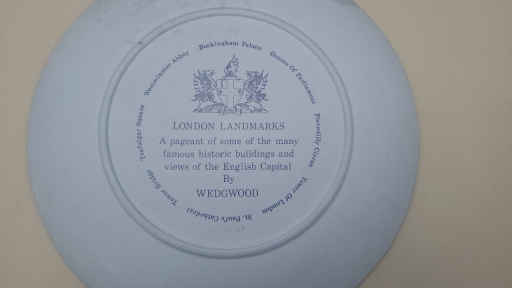 Buckingham Palace
Houses Of Parliament
Piccadilly Circus
Tower Of London
St. Paul's Cathedral
Tower Bridge
Trafalgar Square
Westminster Abbey
LONDON LANDMARKS
A pageant of some of the many
famous historic buildings and
views of the English Capital
By
WEDGWOOD